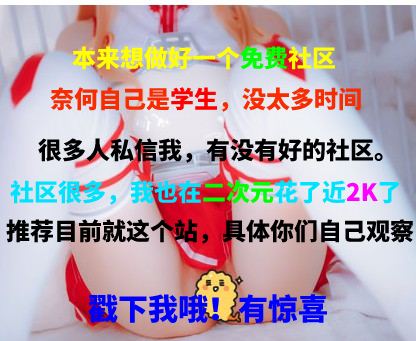 本来想做好一个免费社区
奈何自己是学生，没太多时间
很多人私信我，有没有好的社区。
社区很多，我也在二次元花了近2K了
推荐目前就这个站，具体你们自己观察
戳下我哦！有惊喜